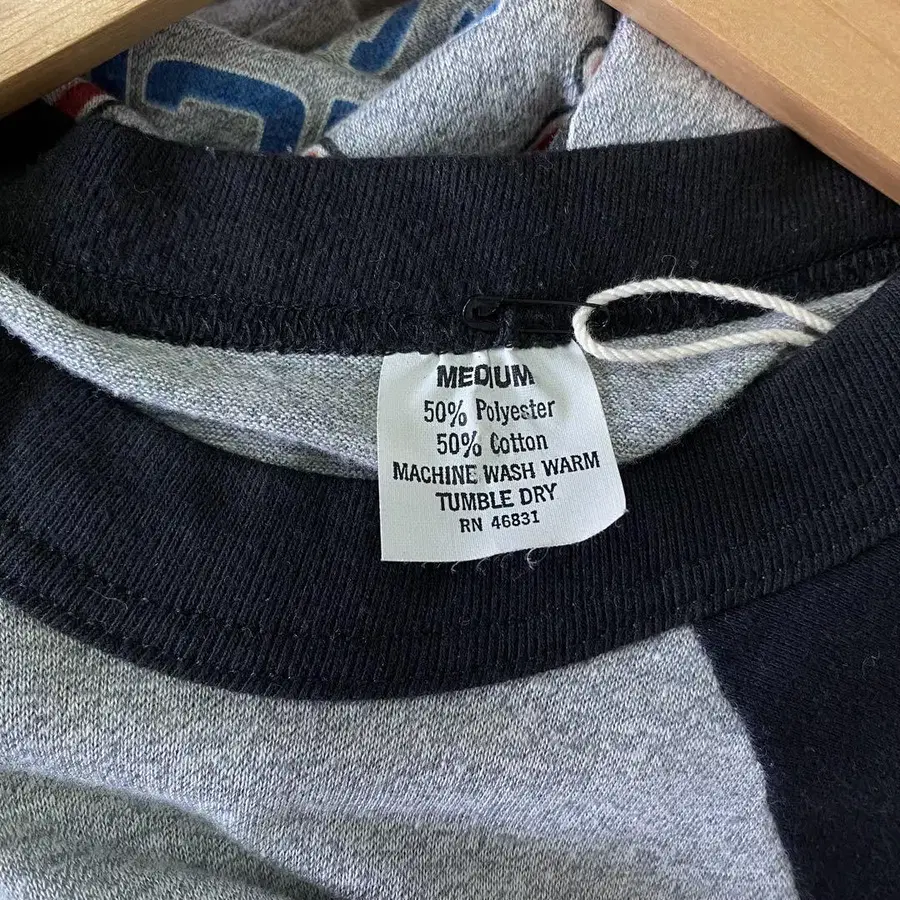 MEDIUM
50% Polyester
50% Cotton
MACHINE WASH WARM
TUMBLE DRY
RN 46831